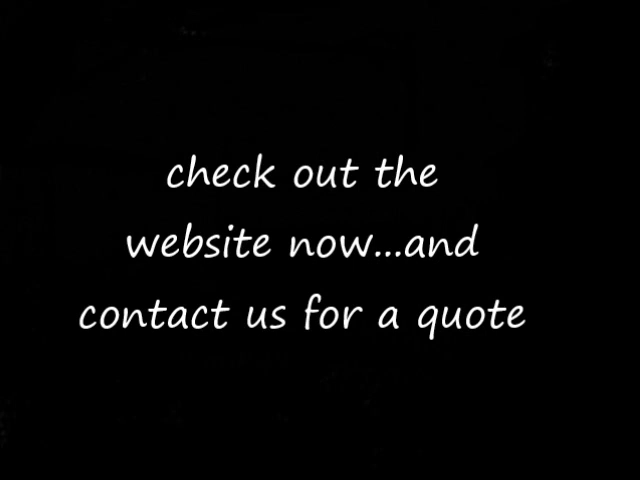 check out the
website now...and
contact us for a quote